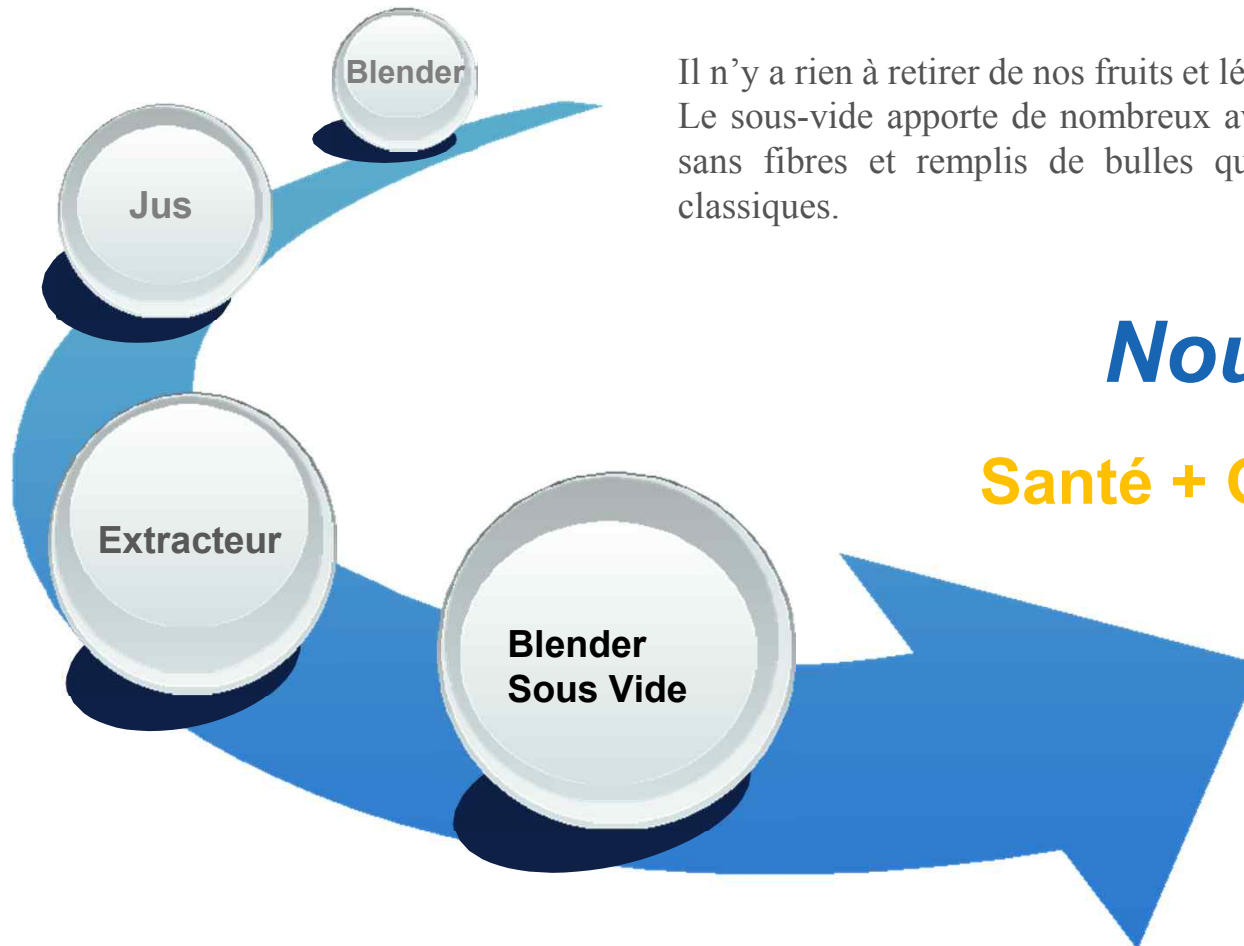 Blender
Il n’y a rien à retirer de nos fruits et
Le sous-vide apporte de nombreux
sans fibres et remplis de bulles
classiques.
Jus
Santé +
Extracteur
Blender
Sous Vide